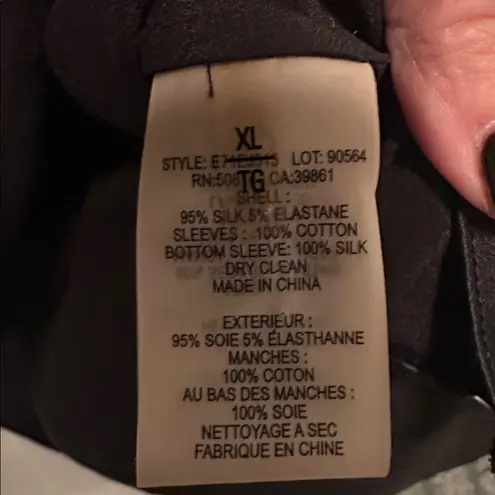 XL
STYLE: LOT: 90564
TG CA:39861
SHELL :
95% SILK 5% ELASTANE
SLEEVES : 100% COTTON
BOTTOM SLEEVE: 100% SILK
DRY CLEAN
MADE IN CHINA
EXTERIEUR :
95% SOIE 5% ÉLASTHANNE
MANCHES :
100% COTON
AU BAS DES MANCHES :
100% SOIE
NETTOYAGE A SEC
FABRIQUE EN CHINE